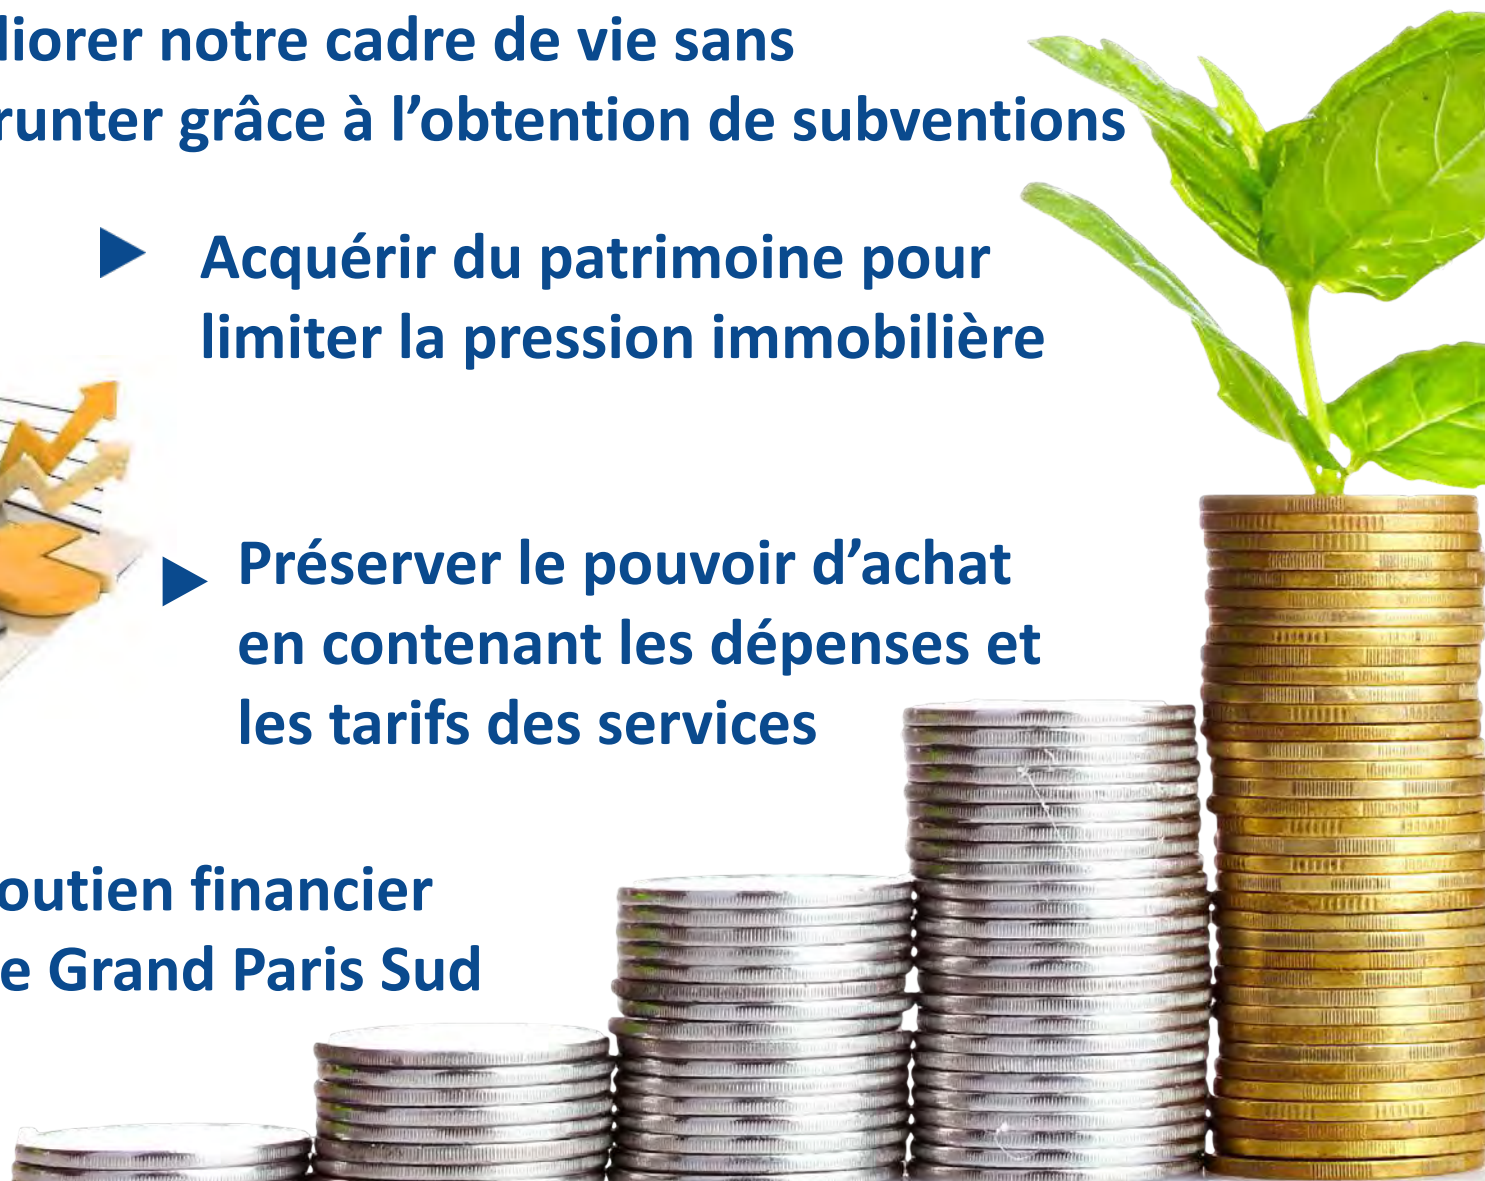 liorer notre cadre de vie sans
runter grâce à l’obtention de subventions
Acquérir du patrimoine pour
limiter la pression immobilière
Préserver le pouvoir d’achat
en contenant les dépenses et
les tarifs des services
outien financier
e Grand Paris Sud